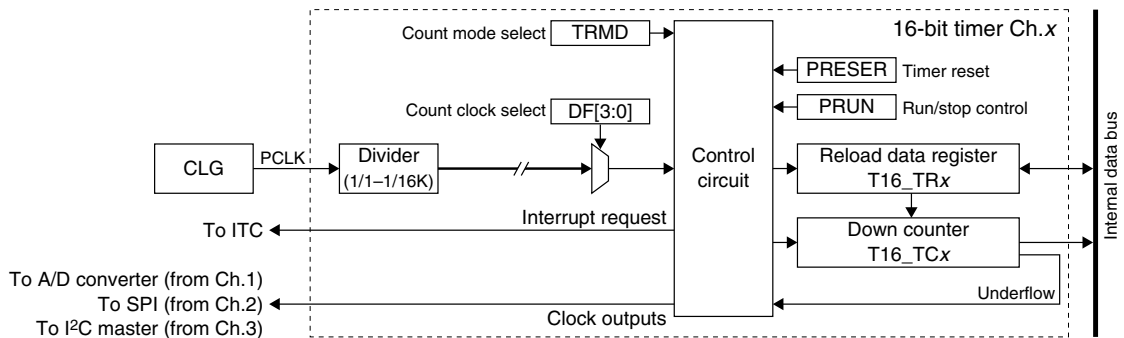 16-bit timer Ch.x
Count mode select
TRMD
PRESER
Timer reset
Count clock select
DF[3:0]
PRUN
Run/stop control
CLG
PCLK
Divider
(1/1–1/16K)
Control
circuit
Reload data register
T16_TRx
Internal data bus
To ITC
Interrupt request
Down counter
T16_TCx
To A/D converter (from Ch.1)
To SPI (from Ch.2)
To I²C master (from Ch.3)
Clock outputs
Underflow